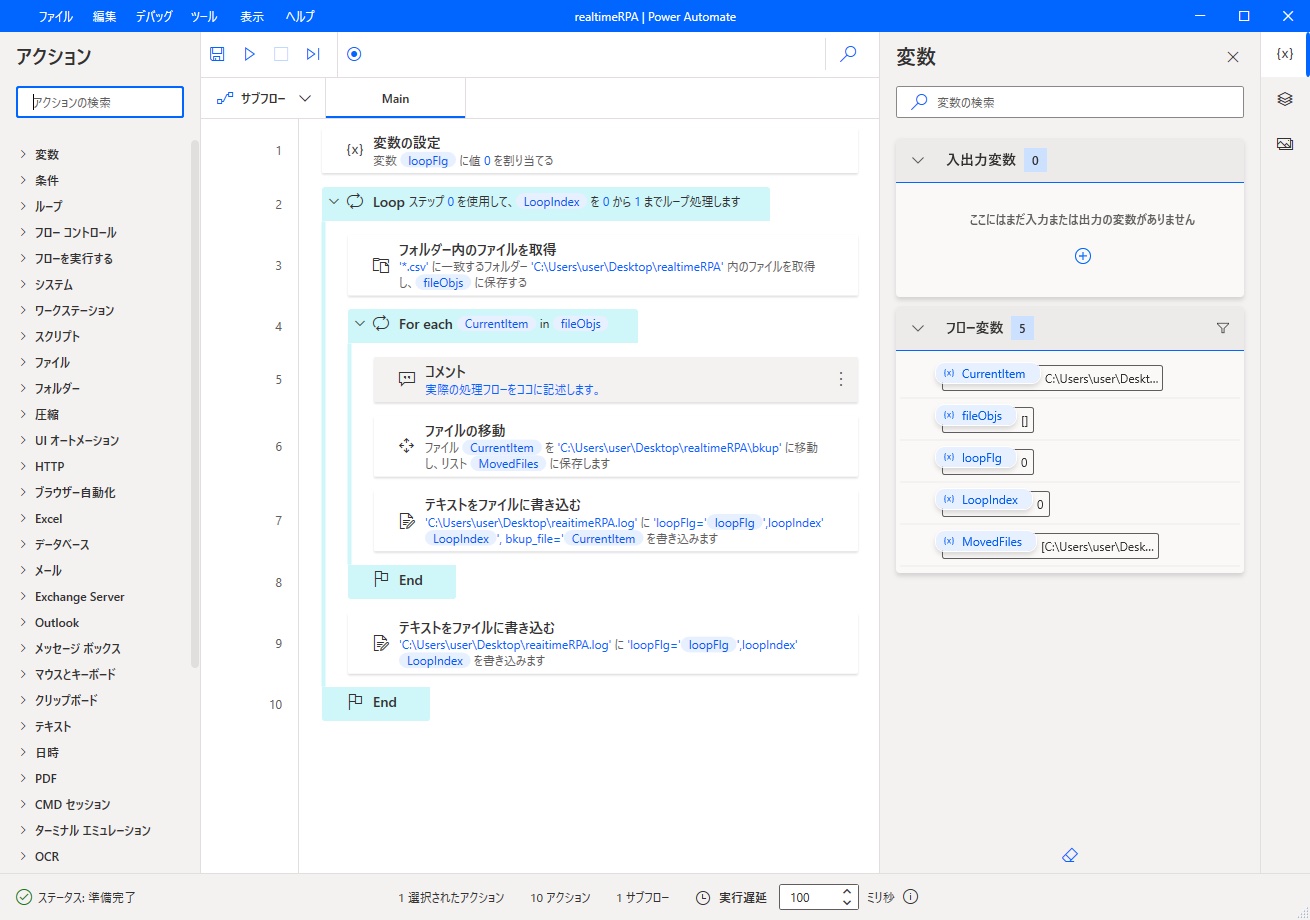 ファイル 編集 デバッグ ツール 表示 ヘルプ
realtimeRPA | Power Automate
アクション
アクションの検索
変数
条件
ループ
フロー コントロール
フローを実行する
システム
ワークステーション
スクリプト
ファイル
フォルダー
圧縮
UI オートメーション
HTTP
ブラウザー自動化
Excel
データベース
メール
Exchange Server
Outlook
メッセージ ボックス
マウスとキーボード
クリップボード
テキスト
日時
PDF
CMD セッション
ターミナル エミュレーション
OCR
サブフロー
Main
1
{x} 変数の設定
変数 loopFlg に値 0 を割り当てる
2
Loop ステップ 0 を使用して、 LoopIndex を 0 から 1 までループ処理します
3
フォルダー内のファイルを取得
'*.csv' に一致するフォルダー 'C:\Users\user\Desktop\realtimeRPA' 内のファイルを取得
し、 fileObjs に保存する
4
For each CurrentItem in fileObjs
5
コメント
実際の処理フローをココに記述します。
6
ファイルの移動
ファイル CurrentItem を 'C:\Users\user\Desktop\realtimeRPA\bkup' に移動
し、リスト MovedFiles に保存します
7
テキストをファイルに書き込む
'C:\Users\user\Desktop\reaitimeRPA.log' に 'loopFlg=' loopFlg ',loopIndex'
LoopIndex ', bkup_file=' CurrentItem を書き込みます
8
End
9
テキストをファイルに書き込む
'C:\Users\user\Desktop\reaitimeRPA.log' に 'loopFlg=' loopFlg ',loopIndex'
LoopIndex を書き込みます
10
End
変数
変数の検索
入出力変数 0
ここにはまだ入力または出力の変数がありません
フロー変数 5
(x) CurrentItem C:\Users\user\Deskt...
(x) fileObjs []
(x) loopFlg 0
(x) LoopIndex 0
(x) MovedFiles [C:\Users\user\Desk...
{x}
ステータス: 準備完了
1 選択されたアクション
10 アクション
1 サブフロー
実行遅延 100 ミリ秒